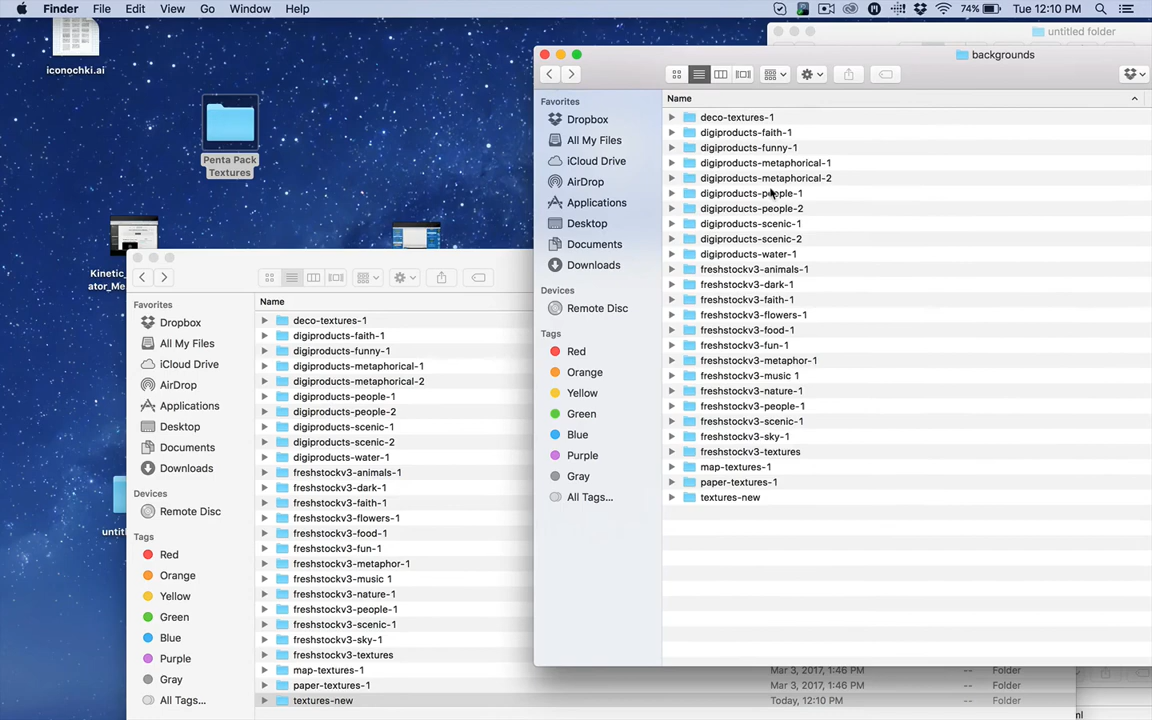 Finder File Edit View Go Window Help
74% Tue 12:10 PM
iconochki.ai
Penta Pack
Textures
untitled folder
backgrounds
Favorites
Dropbox
All My Files
iCloud Drive
AirDrop
Applications
Desktop
Documents
Downloads
Devices
Remote Disc
Tags
Red
Orange
Yellow
Green
Blue
Purple
Gray
All Tags...
Name
deco-textures-1
digiproducts-faith-1
digiproducts-funny-1
digiproducts-metaphorical-1
digiproducts-metaphorical-2
digiproducts-people-1
digiproducts-people-2
digiproducts-scenic-1
digiproducts-scenic-2
digiproducts-water-1
freshstockv3-animals-1
freshstockv3-dark-1
freshstockv3-faith-1
freshstockv3-flowers-1
freshstockv3-food-1
freshstockv3-fun-1
freshstockv3-metaphor-1
freshstockv3-music 1
freshstockv3-nature-1
freshstockv3-people-1
freshstockv3-scenic-1
freshstockv3-sky-1
freshstockv3-textures
map-textures-1
paper-textures-1
textures-new
Kinetic_
ator_Me
untit
Favorites
Dropbox
All My Files
iCloud Drive
AirDrop
Applications
Desktop
Documents
Downloads
Devices
Remote Disc
Tags
Red
Orange
Yellow
Green
Blue
Purple
Gray
All Tags...
Name
deco-textures-1
digiproducts-faith-1
digiproducts-funny-1
digiproducts-metaphorical-1
digiproducts-metaphorical-2
digiproducts-people-1
digiproducts-people-2
digiproducts-scenic-1
digiproducts-scenic-2
digiproducts-water-1
freshstockv3-animals-1
freshstockv3-dark-1
freshstockv3-faith-1
freshstockv3-flowers-1
freshstockv3-food-1
freshstockv3-fun-1
freshstockv3-metaphor-1
freshstockv3-music 1
freshstockv3-nature-1
freshstockv3-people-1
freshstockv3-scenic-1
freshstockv3-sky-1
freshstockv3-textures
map-textures-1 Mar 3, 2017, 1:46 PM -- Folder
paper-textures-1 Mar 3, 2017, 1:46 PM -- Folder
textures-new Today, 12:10 PM -- Folder